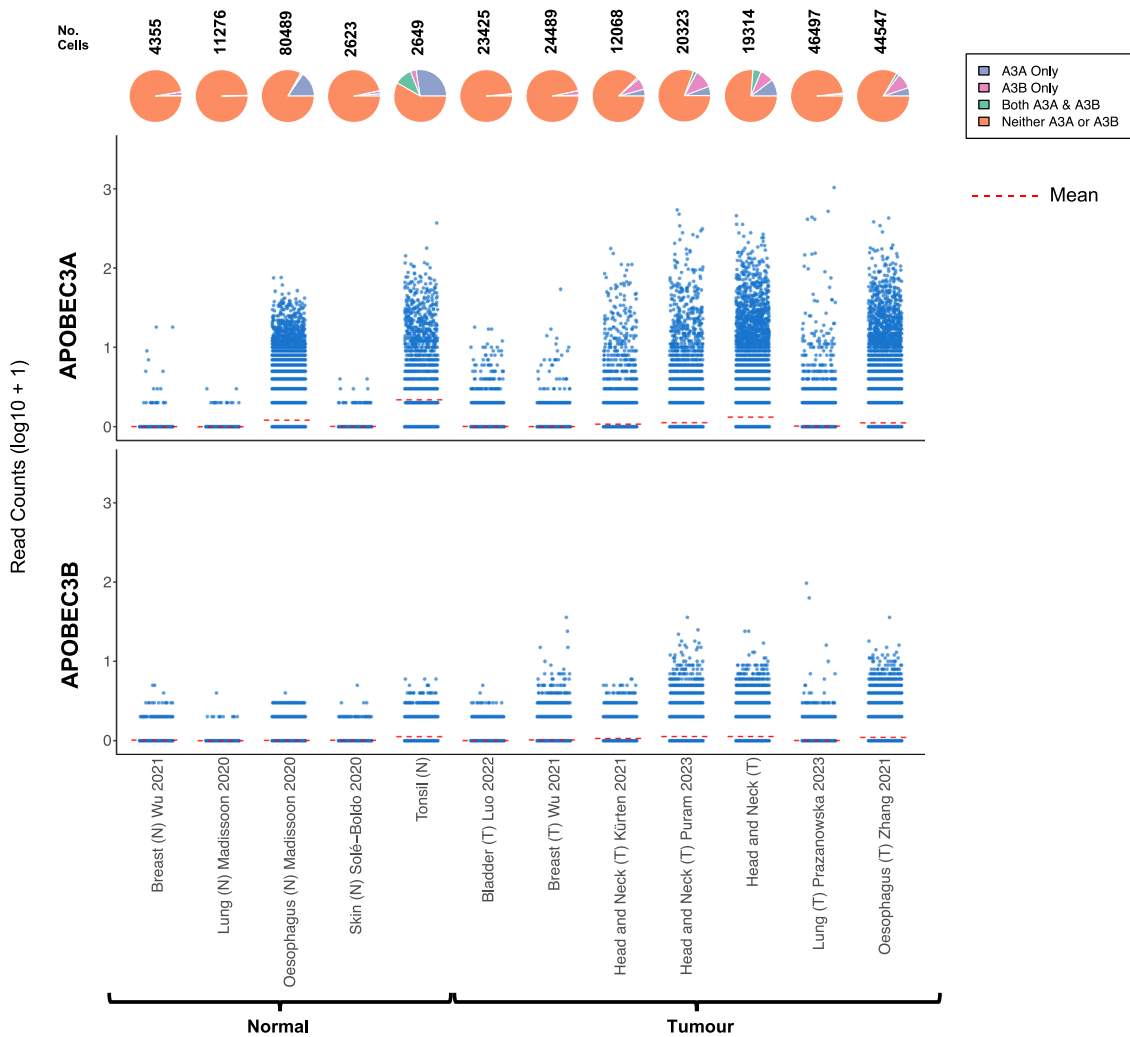 No.
Cells
4355
11276
80489
2623
2649
23425
24489
12068
20323
19314
46497
44547
A3A Only
A3B Only
Both A3A & A3B
Neither A3A or A3B
Mean
Read Counts (log10 + 1)
APOBEC3A
3
2
1
0
APOBEC3B
3
2
1
0
Breast (N) Wu 2021
Lung (N) Madissoon 2020
Oesophagus (N) Madissoon 2020
Skin (N) Solé−Boldo 2020
Tonsil (N)
Bladder (T) Luo 2022
Breast (T) Wu 2021
Head and Neck (T) Kürten 2021
Head and Neck (T) Puram 2023
Head and Neck (T)
Lung (T) Prazanowska 2023
Oesophagus (T) Zhang 2021
Normal
Tumour